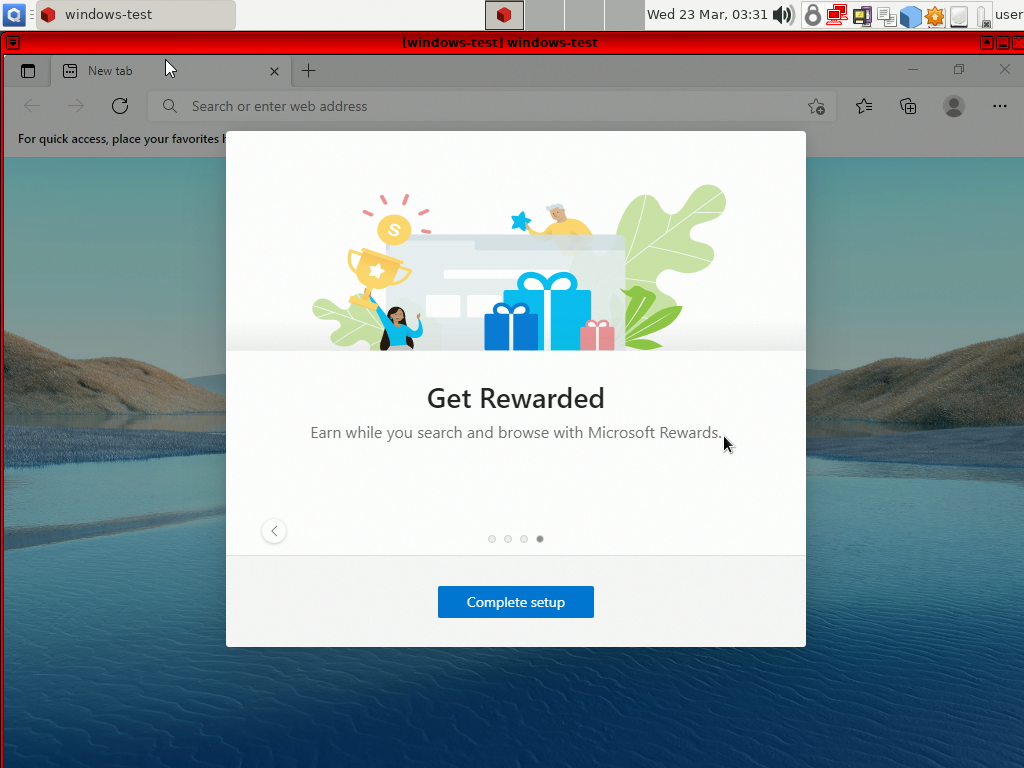 windows-test
Wed 23 Mar, 03:31
user
[windows-test] windows-test
New tab
Search or enter web address
For quick access, place your favorites h
S
Get Rewarded
Earn while you search and browse with Microsoft Rewards.
Complete setup